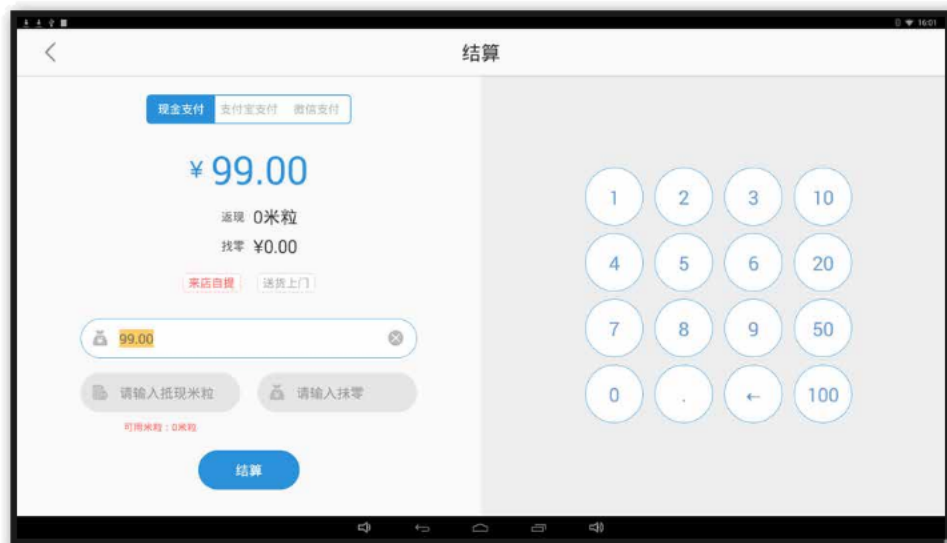 16:01
结算
现金支付 支付宝支付 微信支付
¥ 99.00
返现 0米粒
找零 ¥0.00
来店自提 送货上门
99.00
请输入抵现米粒 请输入抹零
可用米粒：0米粒
结算
1 2 3 10
4 5 6 20
7 8 9 50
0 . ← 100